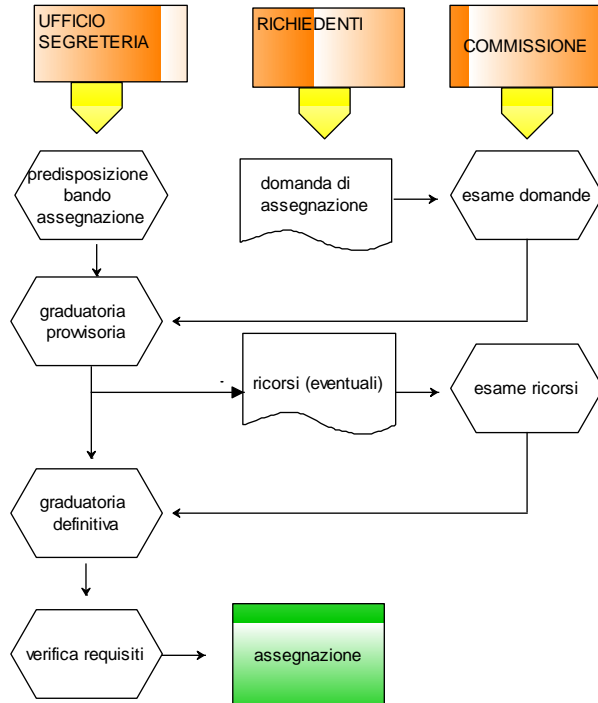 UFFICIO
SEGRETERIA
RICHIEDENTI
COMMISSIONE
predisposizione
bando
assegnazione
domanda di
assegnazione
esame domande
graduatoria
provvisoria
ricorsi (eventuali)
esame ricorsi
graduatoria
definitiva
verifica requisiti
assegnazione